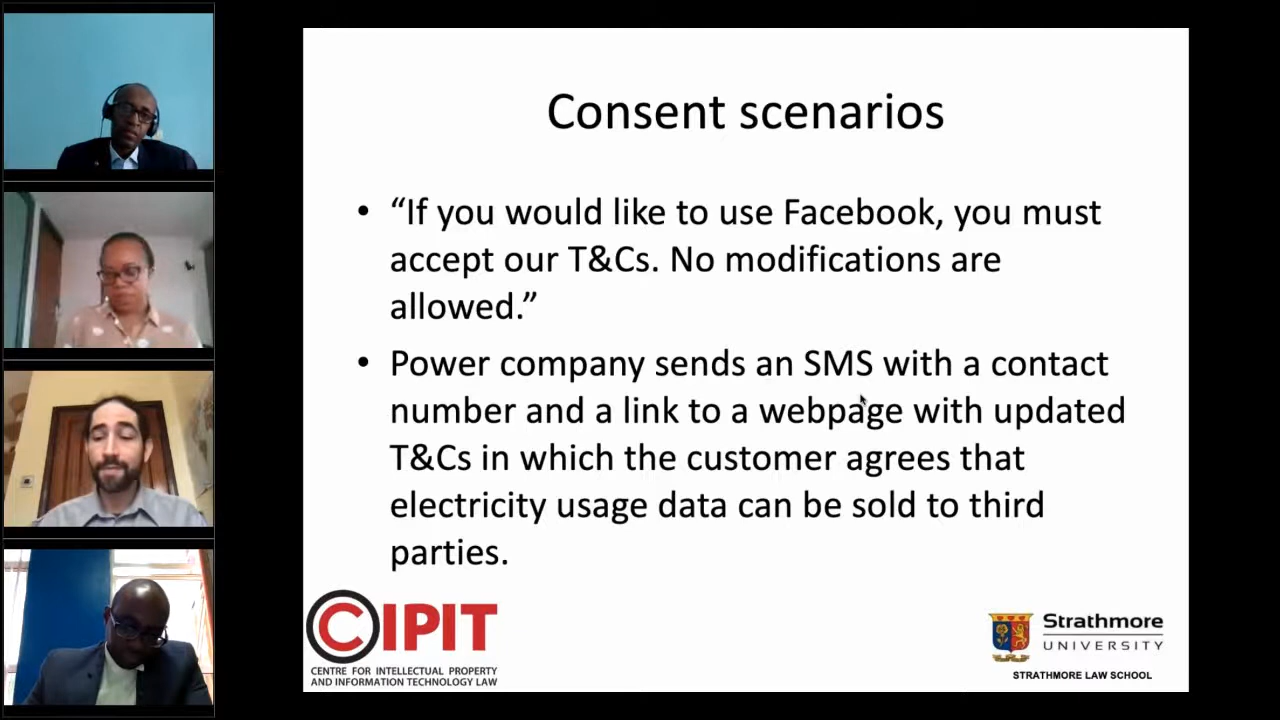 Consent scenarios
• “If you would like to use Facebook, you must
accept our T&Cs. No modifications are
allowed.”
• Power company sends an SMS with a contact
number and a link to a webpage with updated
T&Cs in which the customer agrees that
electricity usage data can be sold to third
parties.
CIPIT
CENTRE FOR INTELLECTUAL PROPERTY
AND INFORMATION TECHNOLOGY LAW
Strathmore
UNIVERSITY
STRATHMORE LAW SCHOOL